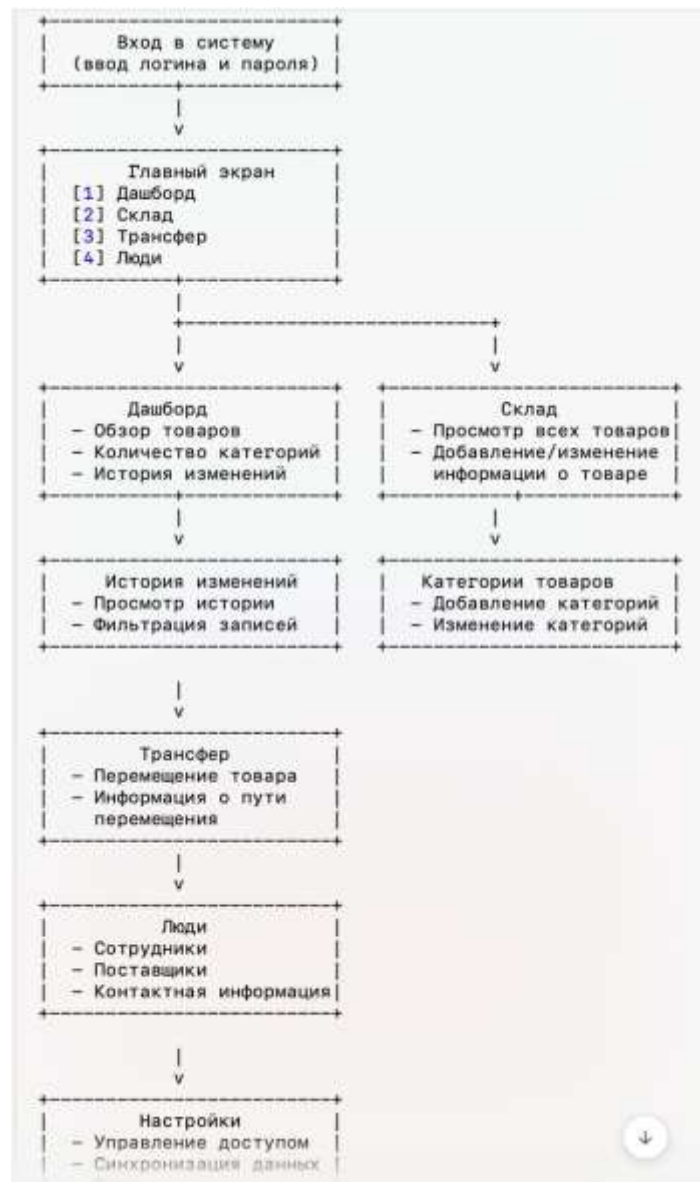 Вход в систему
(ввод логина и пароля)
Главный экран
[1] Дашборд
[2] Склад
[3] Трансфер
[4] Люди
Дашборд
– Обзор товаров
– Количество категорий
– История изменений
Склад
– Просмотр всех товаров
– Добавление/изменение
информации о товаре
История изменений
– Просмотр истории
– Фильтрация записей
Категории товаров
– Добавление категорий
– Изменение категорий
Трансфер
– Перемещение товара
– Информация о пути
перемещения
Люди
– Сотрудники
– Поставщики
– Контактная информация
Настройки
– Управление доступом
– Синхронизация данных